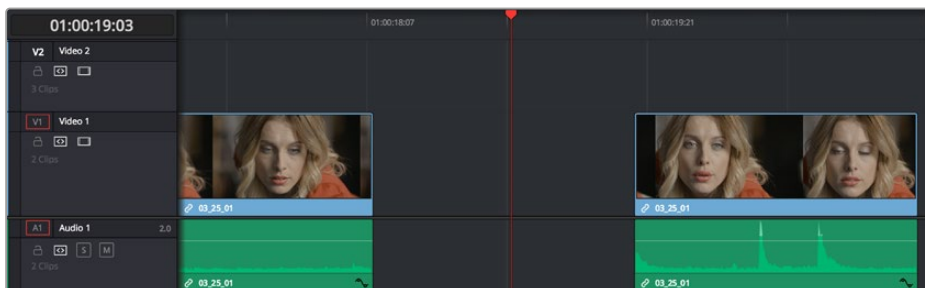 01:00:19:03
01:00:18:07
01:00:19:21
V2 Video 2
3 Clips
V1 Video 1
2 Clips
03_25_01
03_25_01
A1 Audio 1 2.0
S M
2 Clips
03_25_01
03_25_01